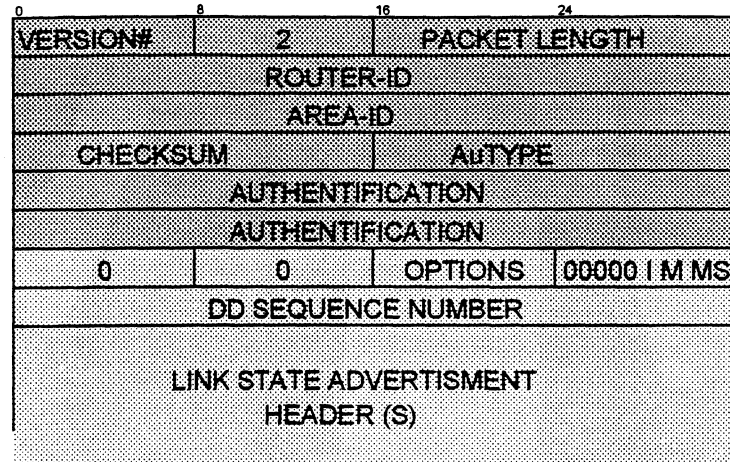 0 8 16 24
VERSION# 2 PACKET LENGTH
ROUTER-ID
AREA-ID
CHECKSUM AuTYPE
AUTHENTIFICATION
AUTHENTIFICATION
0 0 OPTIONS 00000 I M MS
DD SEQUENCE NUMBER
LINK STATE ADVERTISMENT
HEADER (S)